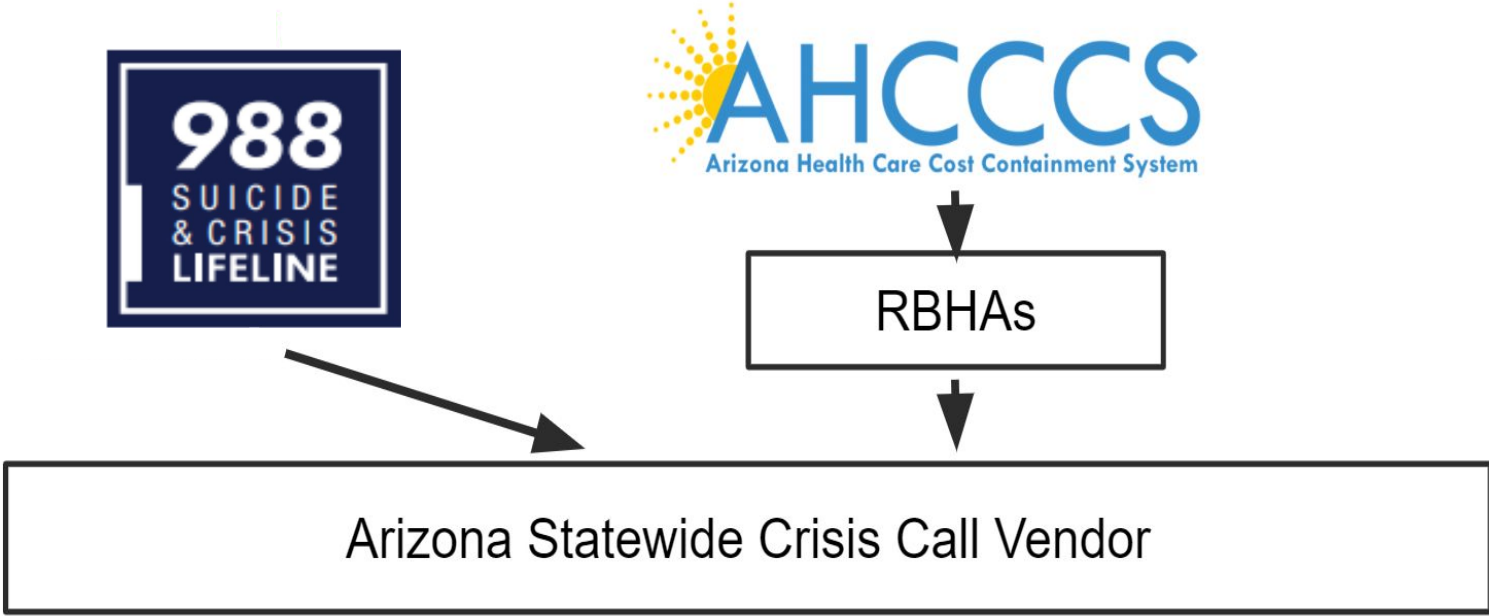 988
SUICIDE
& CRISIS
LIFELINE
AHCCCS
Arizona Health Care Cost Containment System
RBHAs
Arizona Statewide Crisis Call Vendor